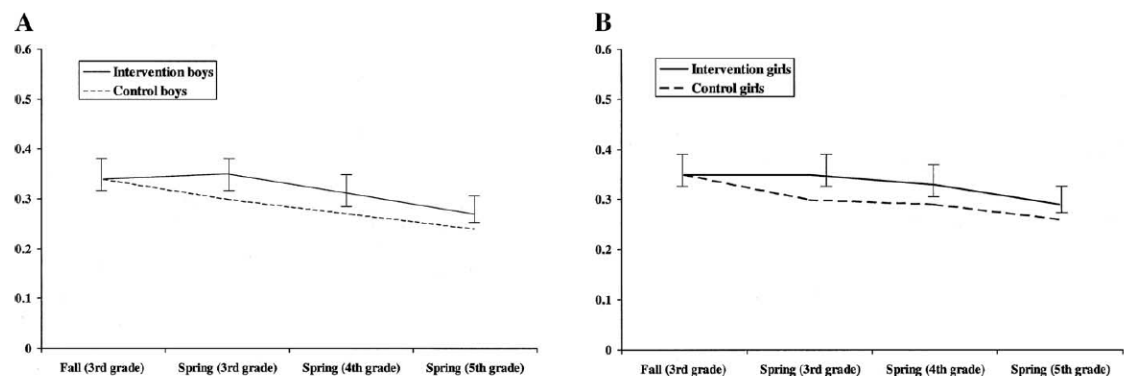 A
0.6
Intervention boys
Control boys
0.5
0.4
0.3
0.2
0.1
0
Fall (3rd grade) Spring (3rd grade) Spring (4th grade) Spring (5th grade)
B
0.6
Intervention girls
Control girls
0.5
0.4
0.3
0.2
0.1
0
Fall (3rd grade) Spring (3rd grade) Spring (4th grade) Spring (5th grade)